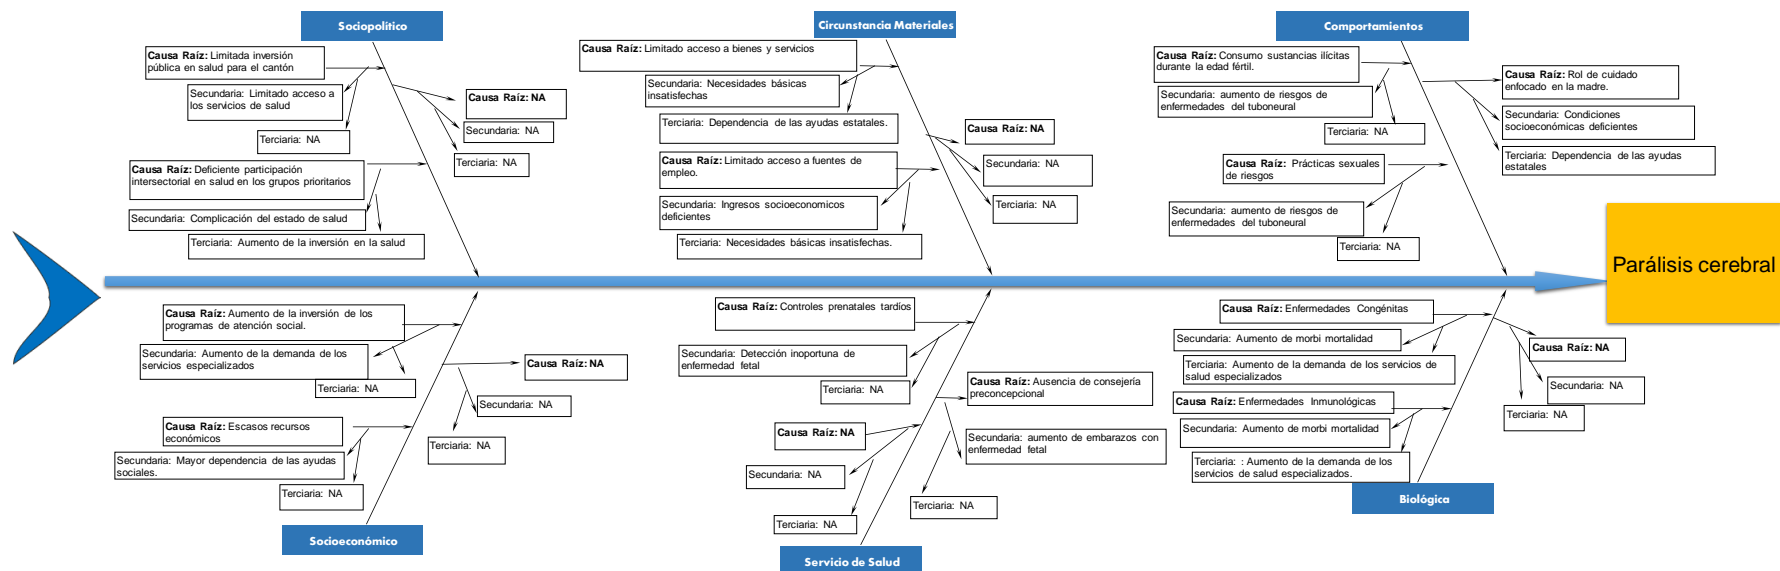 Sociopolítico
Causa Raíz: Limitada inversión
pública en salud para el cantón
Secundaria: Limitado acceso a
los servicios de salud
Terciaria: NA
Causa Raíz: NA
Secundaria: NA
Terciaria: NA
Causa Raíz: Deficiente participación
intersectorial en salud en los grupos prioritarios
Secundaria: Complicación del estado de salud
Terciaria: Aumento de la inversión en la salud
Circunstancia Materiales
Causa Raíz: Limitado acceso a bienes y servicios
Secundaria: Necesidades básicas
insatisfechas
Terciaria: Dependencia de las ayudas estatales.
Causa Raíz: NA
Secundaria: NA
Terciaria: NA
Causa Raíz: Limitado acceso a fuentes de
empleo.
Secundaria: Ingresos socioeconomicos
deficientes
Terciaria: Necesidades básicas insatisfechas.
Comportamientos
Causa Raíz: Consumo sustancias ilícitas
durante la edad fértil.
Secundaria: aumento de riesgos de
enfermedades del tuboneural
Terciaria: NA
Causa Raíz: Rol de cuidado
enfocado en la madre.
Secundaria: Condiciones
socioeconómicas deficientes
Terciaria: Dependencia de las ayudas
estatales
Causa Raíz: Prácticas sexuales
de riesgos
Secundaria: aumento de riesgos de
enfermedades del tuboneural
Terciaria: NA
Parálisis cerebral
Causa Raíz: Aumento de la inversión de los
programas de atención social.
Secundaria: Aumento de la demanda de los
servicios especializados
Terciaria: NA
Causa Raíz: NA
Secundaria: NA
Terciaria: NA
Causa Raíz: Escasos recursos
económicos
Secundaria: Mayor dependencia de las ayudas
sociales.
Terciaria: NA
Socioeconómico
Causa Raíz: Controles prenatales tardíos
Secundaria: Detección inoportuna de
enfermedad fetal
Terciaria: NA
Causa Raíz: Ausencia de consejería
preconcepcional
Secundaria: aumento de embarazos con
enfermedad fetal
Terciaria: NA
Causa Raíz: NA
Secundaria: NA
Terciaria: NA
Servicio de Salud
Causa Raíz: Enfermedades Congénitas
Secundaria: Aumento de morbi mortalidad
Terciaria: Aumento de la demanda de los servicios de
salud especializados
Causa Raíz: NA
Secundaria: NA
Terciaria: NA
Causa Raíz: Enfermedades Inmunológicas
Secundaria: Aumento de morbi mortalidad
Terciaria: : Aumento de la demanda de los
servicios de salud especializados.
Biológica